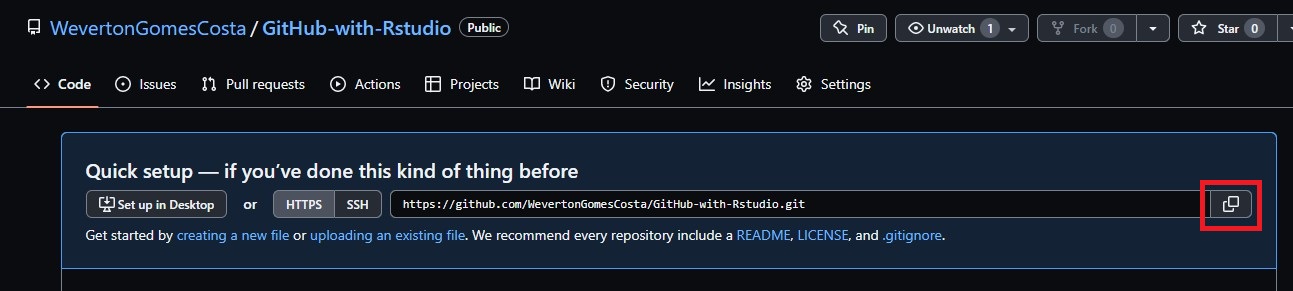 WevertonGomesCosta / GitHub-with-Rstudio Public Pin Unwatch 1 Fork 0 Star 0
Code Issues Pull requests Actions Projects Wiki Security Insights Settings
Quick setup — if you’ve done this kind of thing before
Set up in Desktop or HTTPS SSH https://github.com/WevertonGomesCosta/GitHub-with-Rstudio.git
Get started by creating a new file or uploading an existing file. We recommend every repository include a README, LICENSE, and .gitignore.